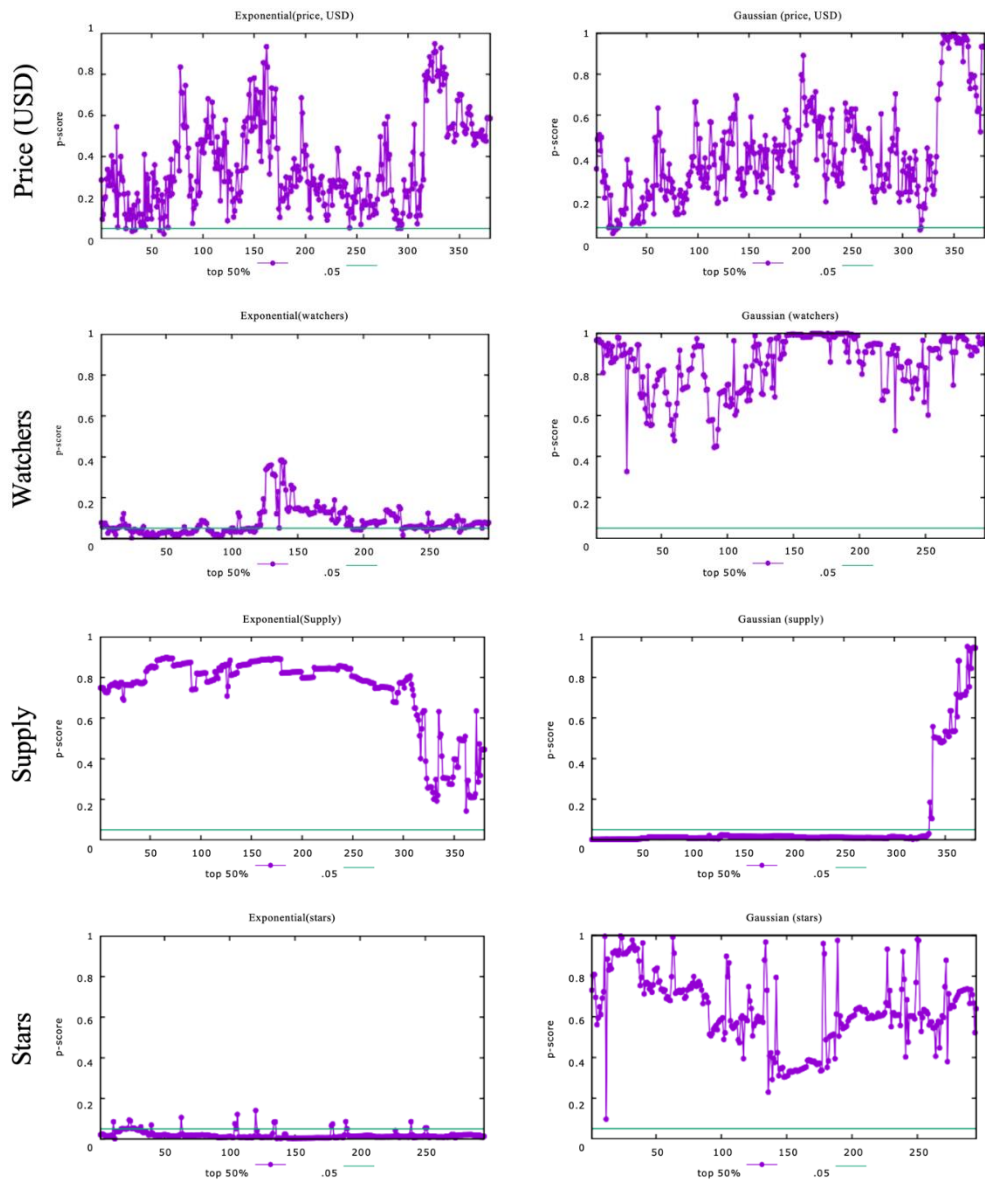 Price (USD)
Exponential(price, USD)
p-score
1
0.8
0.6
0.4
0.2
0
50 100 150 200 250 300 350
top 50% .05
Gaussian (price, USD)
p-score
1
0.8
0.6
0.4
0.2
0
50 100 150 200 250 300 350
top 50% .05
Watchers
Exponential(watchers)
p-score
1
0.8
0.6
0.4
0.2
0
50 100 150 200 250
top 50% .05
Gaussian (watchers)
p-score
1
0.8
0.6
0.4
0.2
0
50 100 150 200 250
top 50% .05
Supply
Exponential(Supply)
p-score
1
0.8
0.6
0.4
0.2
0
50 100 150 200 250 300 350
top 50% .05
Gaussian (supply)
p-score
1
0.8
0.6
0.4
0.2
0
50 100 150 200 250 300 350
top 50% .05
Stars
Exponential(stars)
p-score
1
0.8
0.6
0.4
0.2
0
50 100 150 200 250
top 50% .05
Gaussian (stars)
p-score
1
0.8
0.6
0.4
0.2
0
50 100 150 200 250
top 50% .05